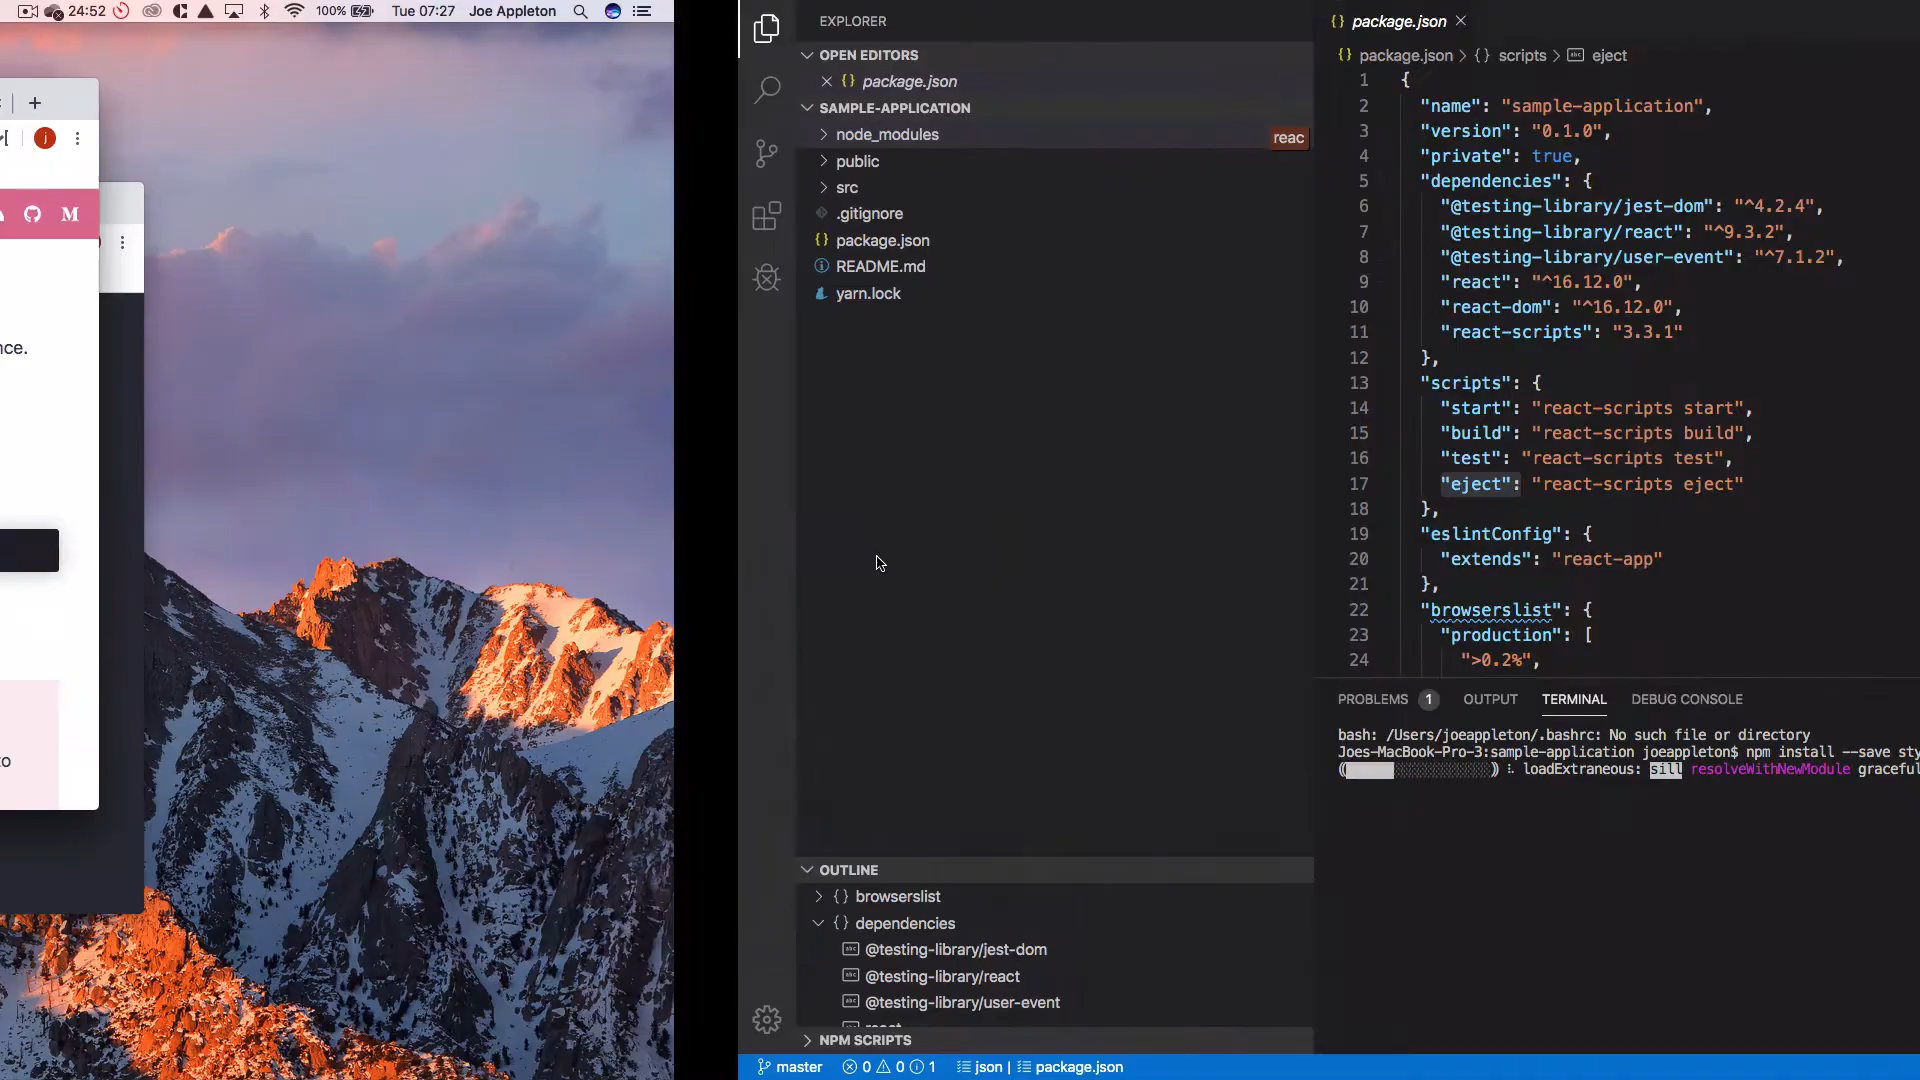 24:52 100% Tue 07:27 Joe Appleton
j
M
nce.
to
EXPLORER
OPEN EDITORS
package.json
SAMPLE-APPLICATION
node_modules
reac
public
src
.gitignore
package.json
README.md
yarn.lock
OUTLINE
{} browserslist
{} dependencies
@testing-library/jest-dom
@testing-library/react
@testing-library/user-event
react
NPM SCRIPTS
{} package.json
{} package.json > {} scripts > eject
1 {
2 "name": "sample-application",
3 "version": "0.1.0",
4 "private": true,
5 "dependencies": {
6 "@testing-library/jest-dom": "^4.2.4",
7 "@testing-library/react": "^9.3.2",
8 "@testing-library/user-event": "^7.1.2",
9 "react": "^16.12.0",
10 "react-dom": "^16.12.0",
11 "react-scripts": "3.3.1"
12 },
13 "scripts": {
14 "start": "react-scripts start",
15 "build": "react-scripts build",
16 "test": "react-scripts test",
17 "eject": "react-scripts eject"
18 },
19 "eslintConfig": {
20 "extends": "react-app"
21 },
22 "browserslist": {
23 "production": [
24 ">0.2%",
PROBLEMS 1 OUTPUT TERMINAL DEBUG CONSOLE
bash: /Users/joeappleton/.bashrc: No such file or directory
Joes-MacBook-Pro-3:sample-application joeappleton$ npm install --save sty
loadExtraneous: sill resolveWithNewModule graceful
master 0 0 1 json | package.json